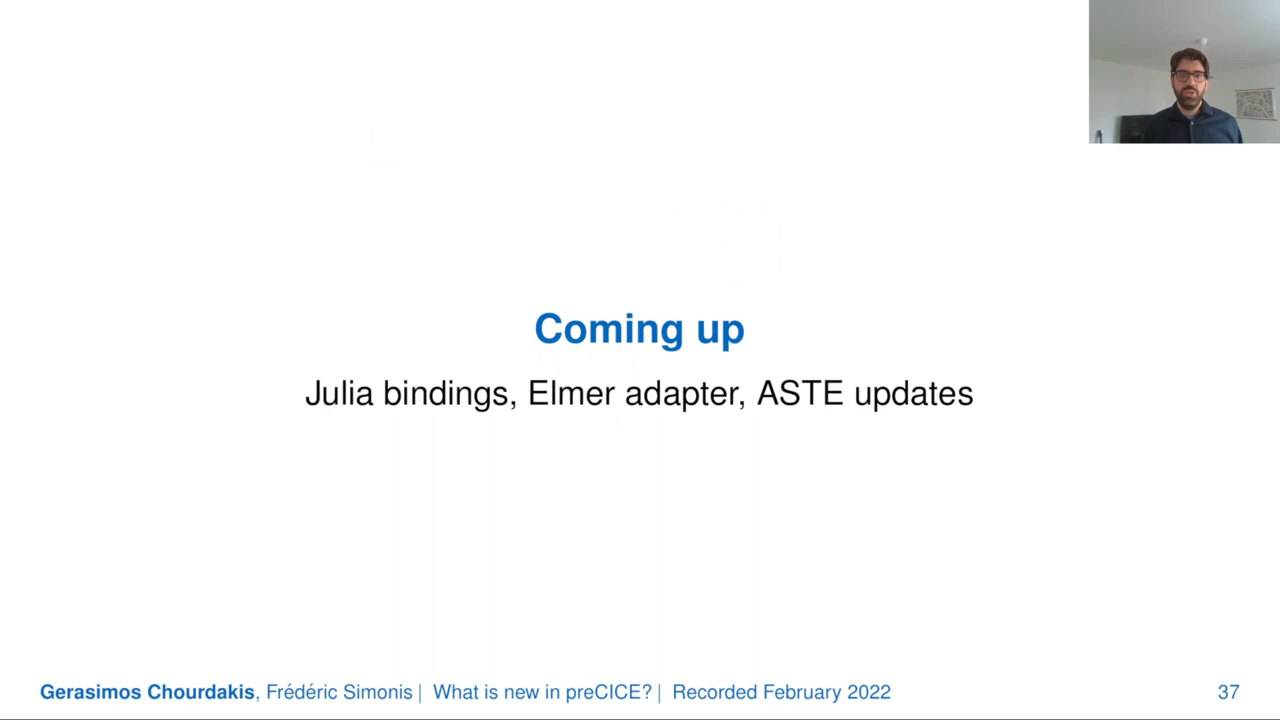 Coming up
Julia bindings, Elmer adapter, ASTE updates
Gerasimos Chourdakis, Frédéric Simonis | What is new in preCICE? | Recorded February 2022
37